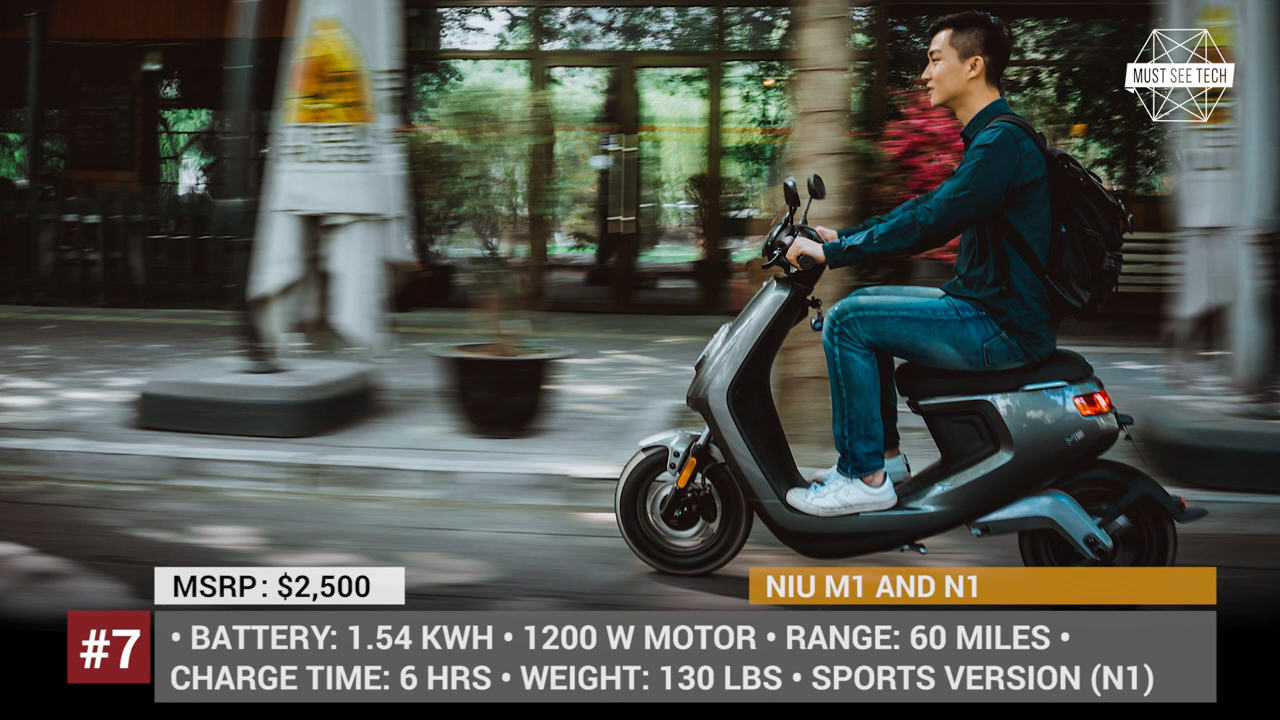 MUST SEE TECH
MSRP: $2,500
NIU M1 AND N1
#7
• BATTERY: 1.54 KWH • 1200 W MOTOR • RANGE: 60 MILES •
CHARGE TIME: 6 HRS • WEIGHT: 130 LBS • SPORTS VERSION (N1)